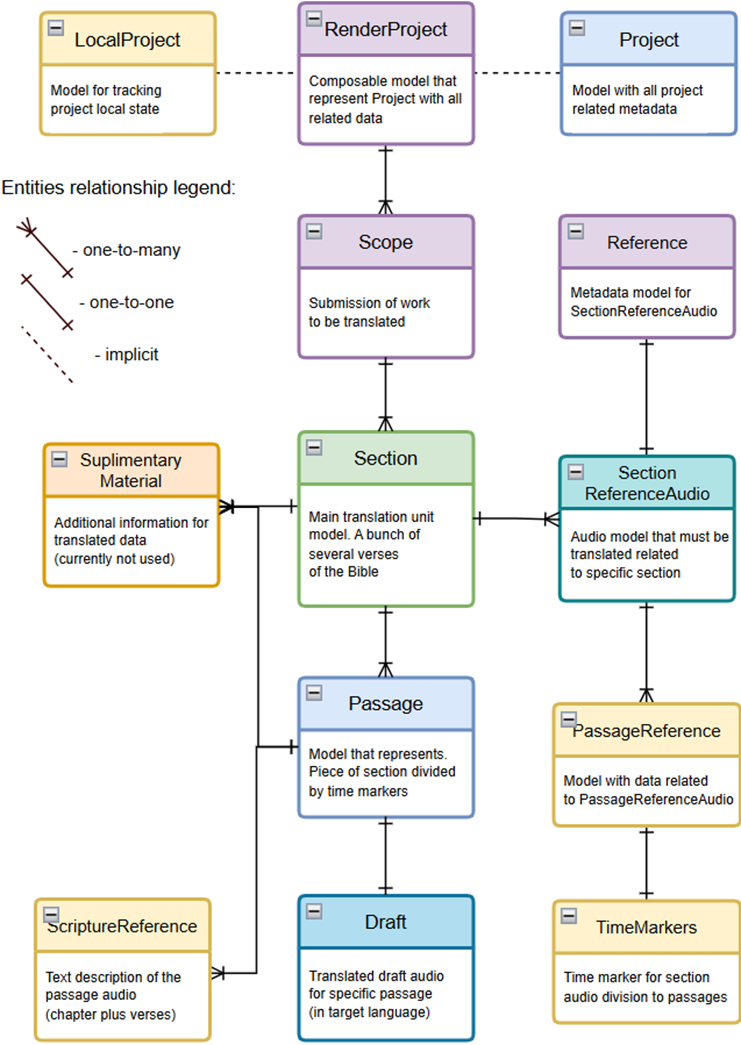 LocalProject
Model for tracking
project local state
RenderProject
Composable model that
represent Project with all
related data
Project
Model with all project
related metadata
Entities relationship legend:
- one-to-many
- one-to-one
- implicit
Scope
Submission of work
to be translated
Reference
Metadata model for
SectionReferenceAudio
Suplimentary
Material
Additional information for
translated data
(currently not used)
Section
Main translation unit
model. A bunch of
several verses
of the Bible
Section
ReferenceAudio
Audio model that must be
translated related
to specific section
Passage
Model that represents.
Piece of section divided
by time markers
PassageReference
Model with data related
to PassageReferenceAudio
ScriptureReference
Text description of the
passage audio
(chapter plus verses)
Draft
Translated draft audio
for specific passage
(in target language)
TimeMarkers
Time marker for section
audio division to passages